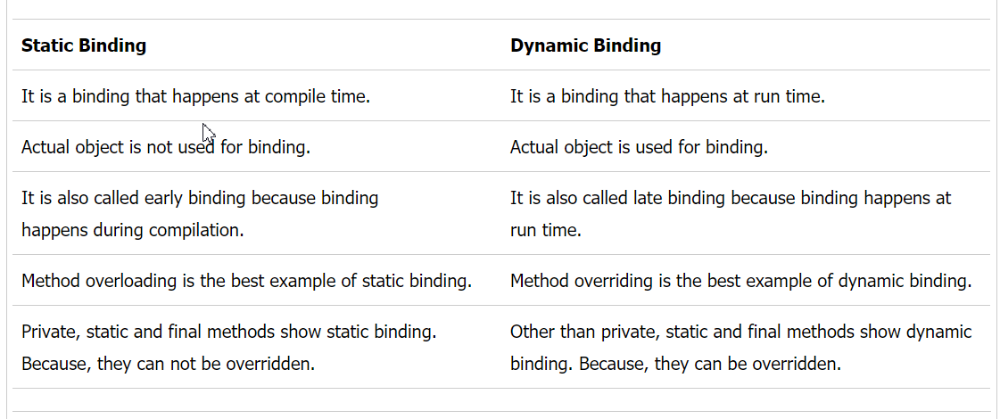 Static Binding
Dynamic Binding
It is a binding that happens at compile time.
It is a binding that happens at run time.
Actual object is not used for binding.
Actual object is used for binding.
It is also called early binding because binding
happens during compilation.
It is also called late binding because binding happens at
run time.
Method overloading is the best example of static binding.
Method overriding is the best example of dynamic binding.
Private, static and final methods show static binding.
Because, they can not be overridden.
Other than private, static and final methods show dynamic
binding. Because, they can be overridden.